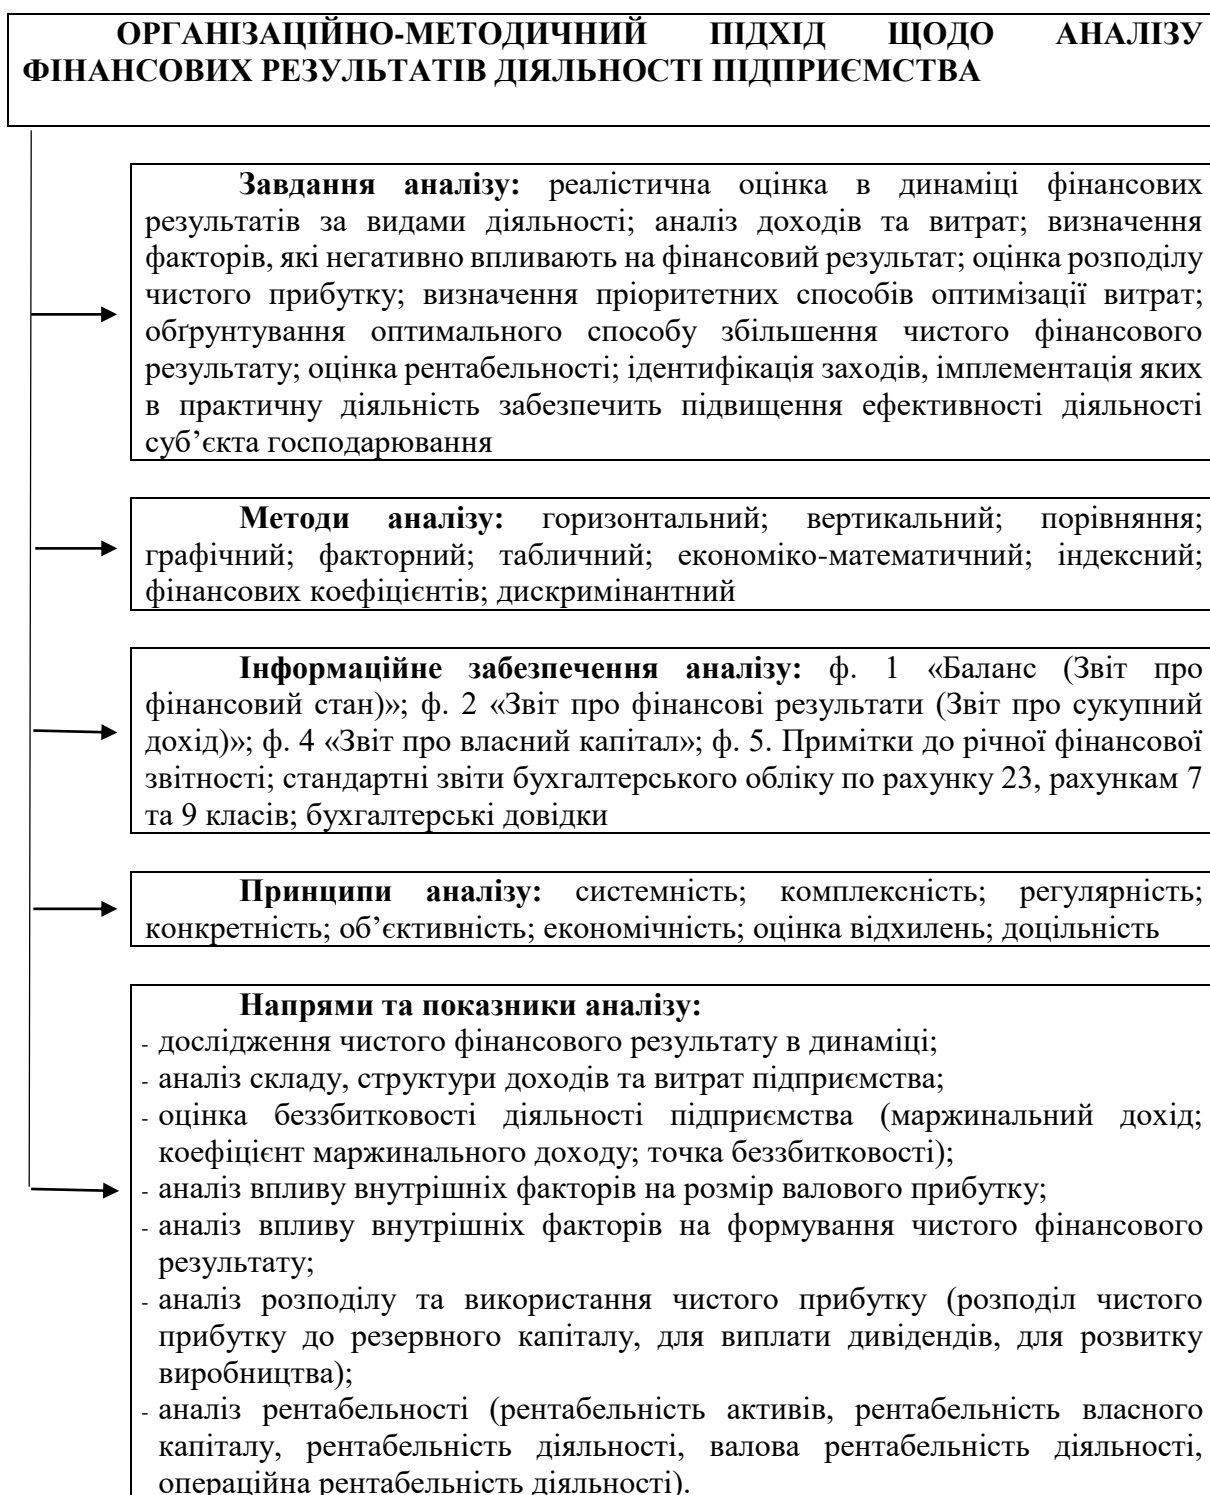 ОРГАНІЗАЦІЙНО-МЕТОДИЧНИЙ ПІДХІД ЩОДО АНАЛІЗУ
ФІНАНСОВИХ РЕЗУЛЬТАТІВ ДІЯЛЬНОСТІ ПІДПРИЄМСТВА
Завдання аналізу: реалістична оцінка в динаміці фінансових
результатів за видами діяльності; аналіз доходів та витрат; визначення
факторів, які негативно впливають на фінансовий результат; оцінка розподілу
чистого прибутку; визначення пріоритетних способів оптимізації витрат;
обґрунтування оптимального способу збільшення чистого фінансового
результату; оцінка рентабельності; ідентифікація заходів, імплементація яких
в практичну діяльність забезпечить підвищення ефективності діяльності
суб’єкта господарювання
Методи аналізу: горизонтальний; вертикальний; порівняння;
графічний; факторний; табличний; економіко-математичний; індексний;
фінансових коефіцієнтів; дискримінантний
Інформаційне забезпечення аналізу: ф. 1 «Баланс (Звіт про
фінансовий стан)»; ф. 2 «Звіт про фінансові результати (Звіт про сукупний
дохід)»; ф. 4 «Звіт про власний капітал»; ф. 5. Примітки до річної фінансової
звітності; стандартні звіти бухгалтерського обліку по рахунку 23, рахункам 7
та 9 класів; бухгалтерські довідки
Принципи аналізу: системність; комплексність; регулярність;
конкретність; об’єктивність; економічність; оцінка відхилень; доцільність
Напрями та показники аналізу:
- дослідження чистого фінансового результату в динаміці;
- аналіз складу, структури доходів та витрат підприємства;
- оцінка беззбитковості діяльності підприємства (маржинальний дохід;
коефіцієнт маржинального доходу; точка беззбитковості);
- аналіз впливу внутрішніх факторів на розмір валового прибутку;
- аналіз впливу внутрішніх факторів на формування чистого фінансового
результату;
- аналіз розподілу та використання чистого прибутку (розподіл чистого
прибутку до резервного капіталу, для виплати дивідендів, для розвитку
виробництва);
- аналіз рентабельності (рентабельність активів, рентабельність власного
капіталу, рентабельність діяльності, валова рентабельність діяльності,
операційна рентабельність діяльності).